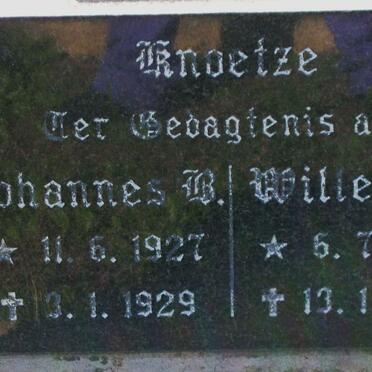 Knoetze
Ter Gedagtenis a
ohannes B. Wille
★ 11. 6. 1927 ★ 6. 7
✝ 3. 1. 1929 ✝ 13. 1